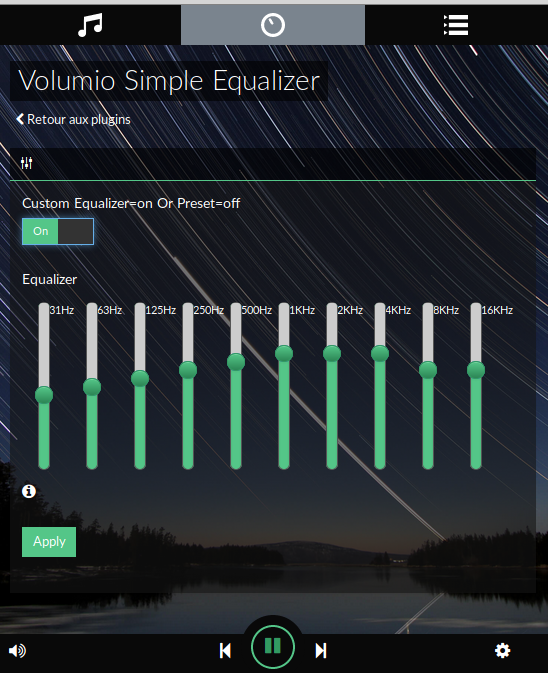 Volumio Simple Equalizer
Retour aux plugins
Custom Equalizer=on Or Preset=off
On
Equalizer
31Hz 63Hz 125Hz 250Hz 500Hz 1KHz 2KHz 4KHz 8KHz 16KHz
Apply